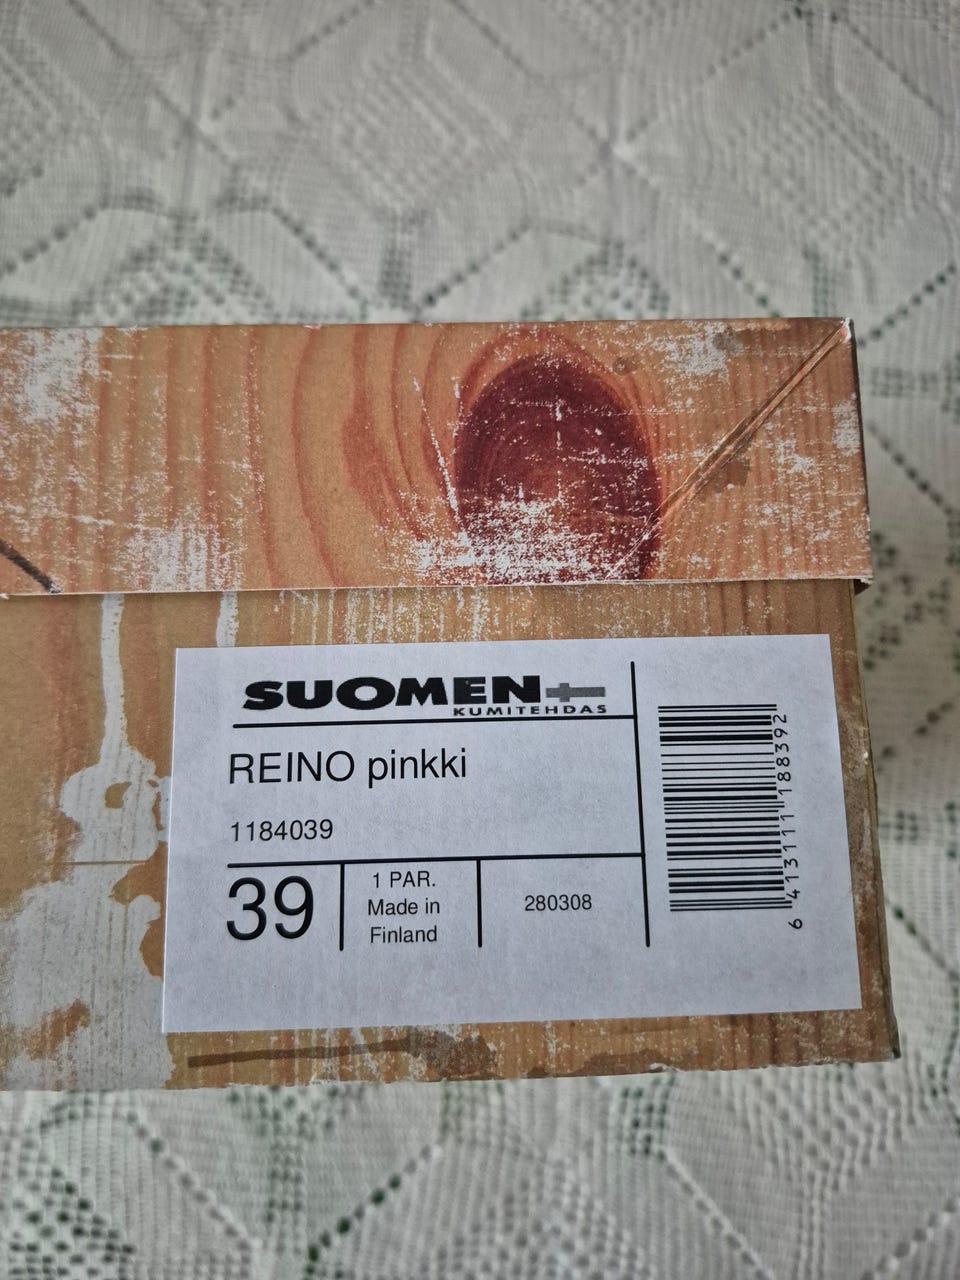 SUOMEN
KUMITEHDAS
REINO pinkki
1184039
39
1 PAR.
Made in
Finland
280308
6 413111 188392